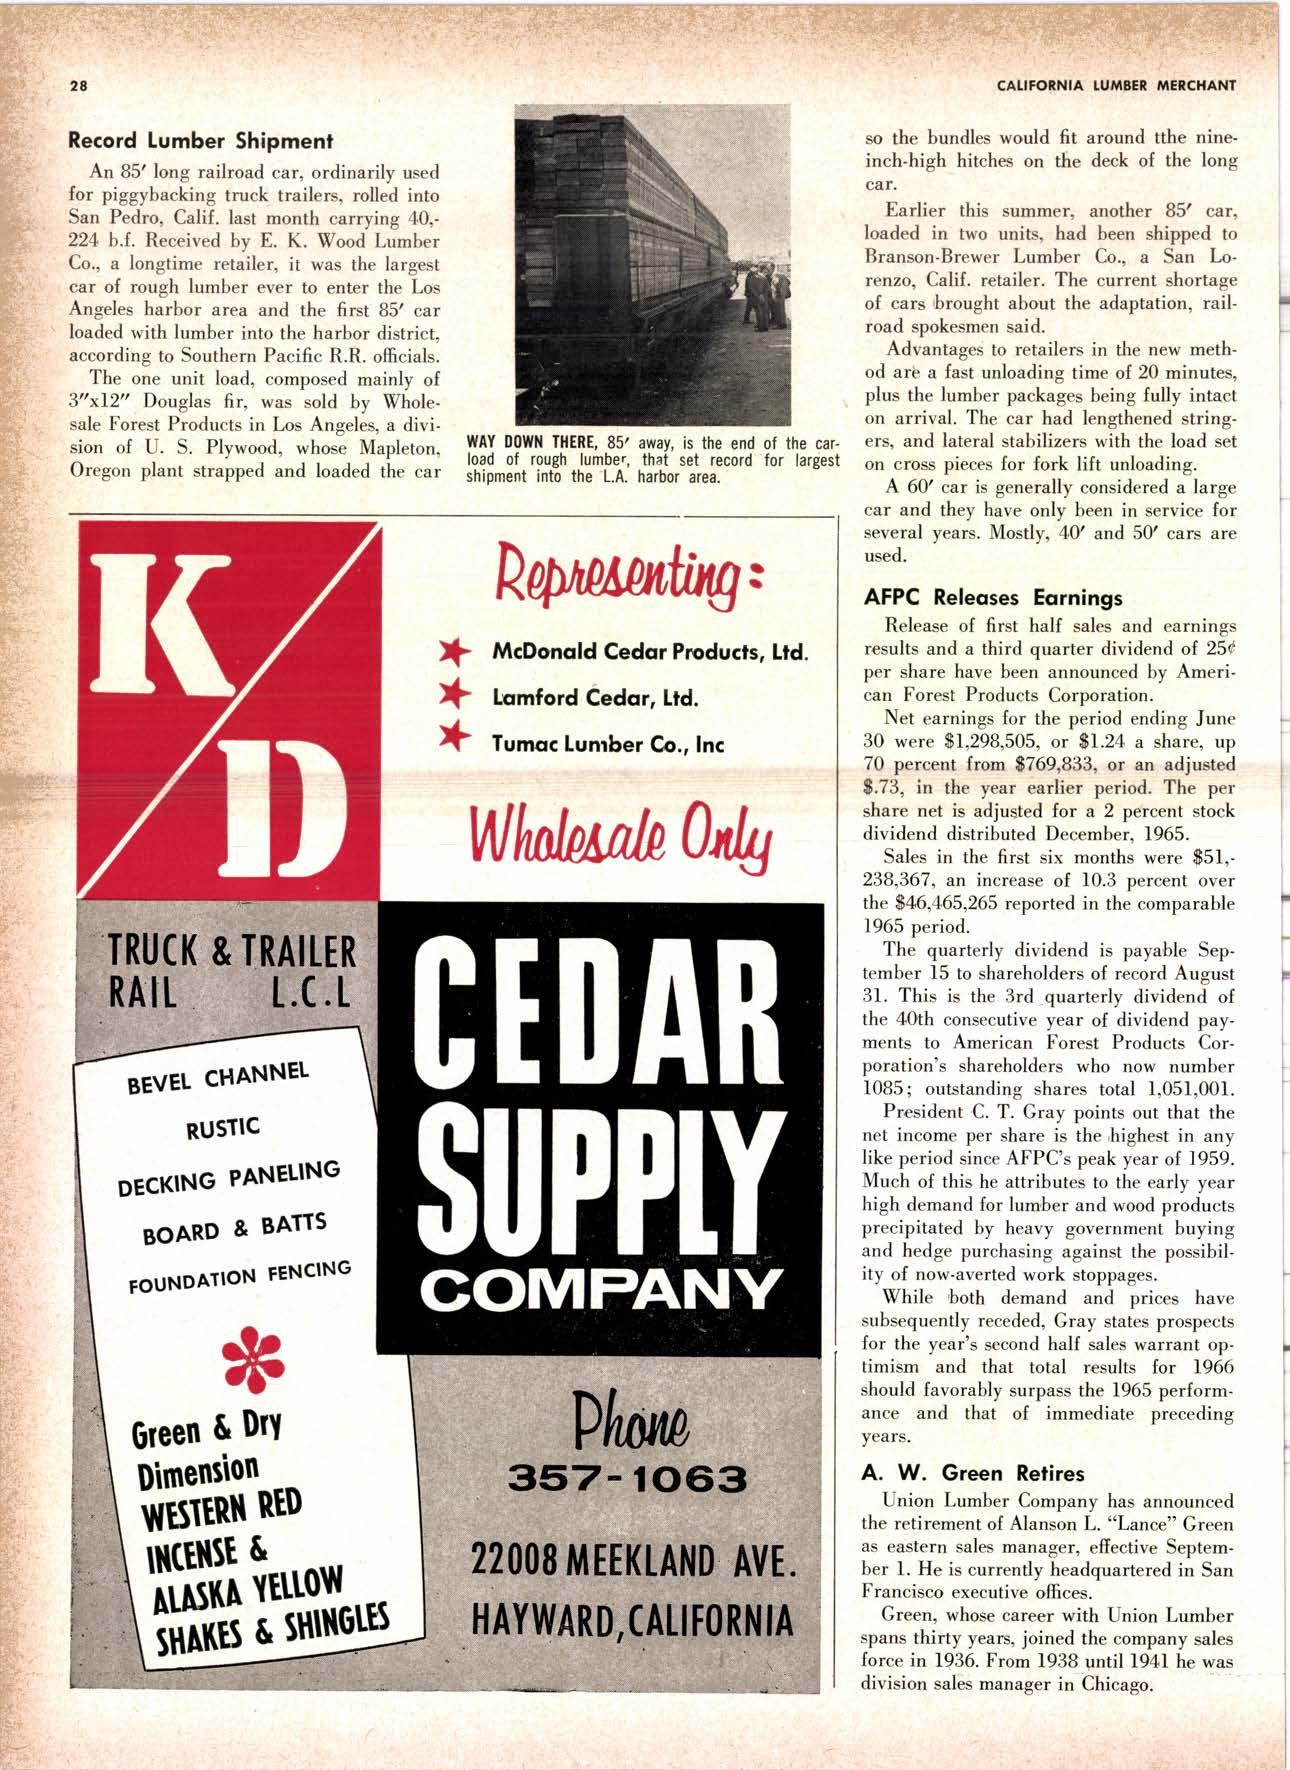 28
CALIFORNIA LUMBER MERCHANT
Record Lumber Shipment
An 85′ long railroad car, ordinarily used
for piggybacking truck trailers, rolled into
San Pedro, Calif. last month carrying 40,-
224 b.f. Received by E. K. Wood Lumber
Co., a longtime retailer, it was the largest
car of rough lumber ever to enter the Los
Angeles harbor area and the first 85′ car
loaded with lumber into the harbor district,
according to Southern Pacific R.R. officials.
The one unit load, composed mainly of
3″x12″ Douglas fir, was sold by Whole-
sale Forest Products in Los Angeles, a divi-
sion of U. S. Plywood, whose Mapleton,
Oregon plant strapped and loaded the car
WAY DOWN THERE, 85′ away, is the end of the car-
load of rough lumber, that set record for largest
shipment into the L.A. harbor area.
so the bundles would fit around tthe nine-
inch-high hitches on the deck of the long
car.
Earlier this summer, another 85′ car,
loaded in two units, had been shipped to
Branson-Brewer Lumber Co., a San Lo-
renzo, Calif. retailer. The current shortage
of cars brought about the adaptation, rail-
road spokesmen said.
Advantages to retailers in the new meth-
od are a fast unloading time of 20 minutes,
plus the lumber packages being fully intact
on arrival. The car had lengthened string-
ers, and lateral stabilizers with the load set
on cross pieces for fork lift unloading.
A 60′ car is generally considered a large
car and they have only been in service for
several years. Mostly, 40′ and 50′ cars are
used.
AFPC Releases Earnings
Release of first half sales and earnings
results and a third quarter dividend of 25¢
per share have been announced by Ameri-
can Forest Products Corporation.
Net earnings for the period ending June
30 were $1,298,505, or $1.24 a share, up
70 percent from $769,833, or an adjusted
$.73, in the year earlier period. The per
share net is adjusted for a 2 percent stock
dividend distributed December, 1965.
Sales in the first six months were $51,-
238,367, an increase of 10.3 percent over
the $46,465,265 reported in the comparable
1965 period.
The quarterly dividend is payable Sep-
tember 15 to shareholders of record August
31. This is the 3rd quarterly dividend of
the 40th consecutive year of dividend pay-
ments to American Forest Products Cor-
poration's shareholders who now number
1085; outstanding shares total 1,051,001.
President C. T. Gray points out that the
net income per share is the highest in any
like period since AFPC's peak year of 1959.
Much of this he attributes to the early year
high demand for lumber and wood products
precipitated by heavy government buying
and hedge purchasing against the possibil-
ity of now-averted work stoppages.
While both demand and prices have
subsequently receded, Gray states prospects
for the year's second half sales warrant op-
timism and that total results for 1966
should favorably surpass the 1965 perform-
ance and that of immediate preceding
years.
A. W. Green Retires
Union Lumber Company has announced
the retirement of Alanson L. "Lance" Green
as eastern sales manager, effective Septem-
ber 1. He is currently headquartered in San
Francisco executive offices.
Green, whose career with Union Lumber
spans thirty years, joined the company sales
force in 1936. From 1938 until 1941 he was
division sales manager in Chicago.
K/D
Representing:
McDonald Cedar Products, Ltd.
Lamford Cedar, Ltd.
Tumac Lumber Co., Inc
Wholesale Only
TRUCK & TRAILER
RAIL L.C.L
BEVEL CHANNEL
RUSTIC
DECKING PANELING
BOARD & BATTS
FOUNDATION FENCING
Green & Dry
Dimension
WESTERN RED
INCENSE &
ALASKA YELLOW
SHAKES & SHINGLES
CEDAR
SUPPLY
COMPANY
Phone
357-1063
22008 MEEKLAND AVE.
HAYWARD, CALIFORNIA